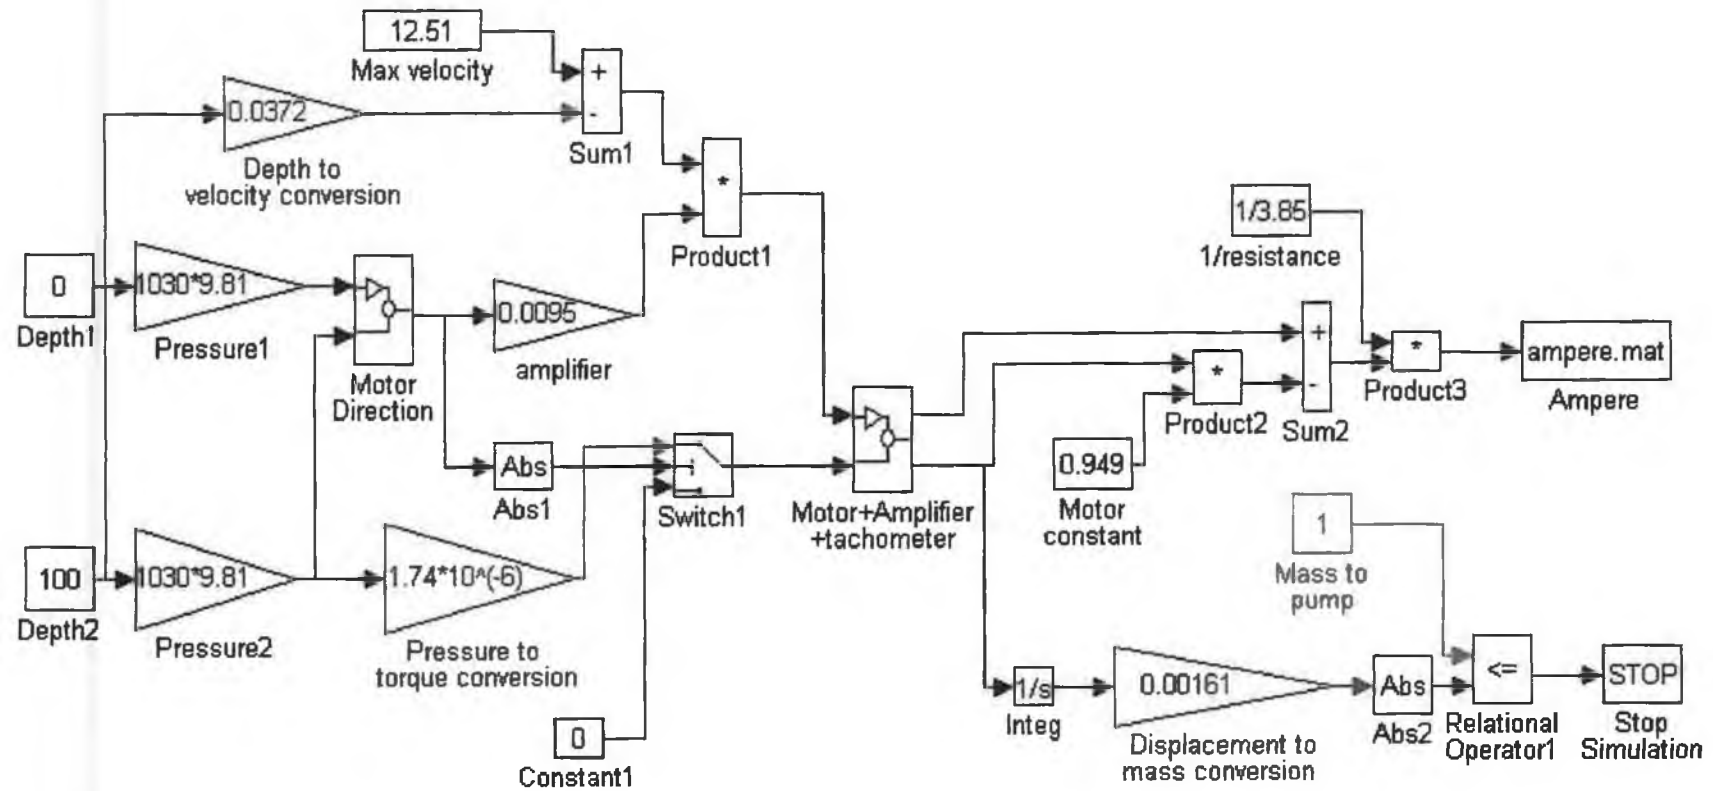 12.51
Max velocity
+
-
Sum1
0.0372
Depth to
velocity conversion
*
Product1
0
Depth1
1030*9.81
Pressure1
Motor
Direction
0.0095
amplifier
1/3.85
1/resistance
+
-
Sum2
*
Product3
ampere.mat
Ampere
*
Product2
0.949
Motor
constant
Abs
Abs1
Switch1
Motor+Amplifier
+tachometer
1
Mass to
pump
100
Depth2
1030*9.81
Pressure2
1.74*10^(-6)
Pressure to
torque conversion
0
Constant1
1/s
Integ
0.00161
Displacement to
mass conversion
Abs
Abs2
<=
Relational
Operator1
STOP
Stop
Simulation